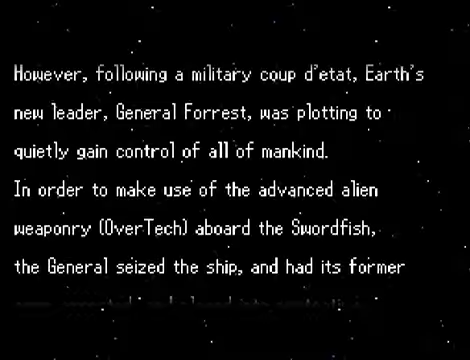 However, following a military coup d'etat, Earth's
new leader, General Forrest, was plotting to
quietly gain control of all of mankind.
In order to make use of the advanced alien
weaponry (OverTech) aboard the Swordfish,
the General seized the ship, and had its former